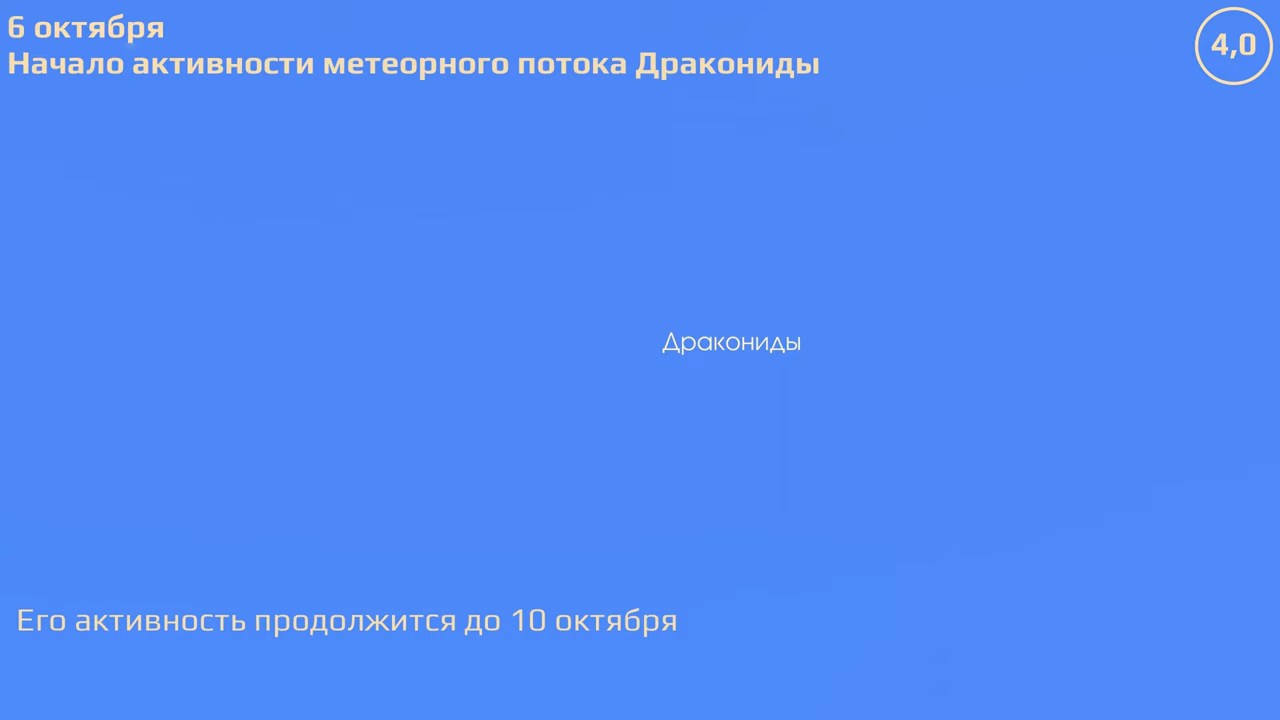 6 октября
Начало активности метеорного потока Дракониды
4,0
Дракониды
Его активность продолжится до 10 октября